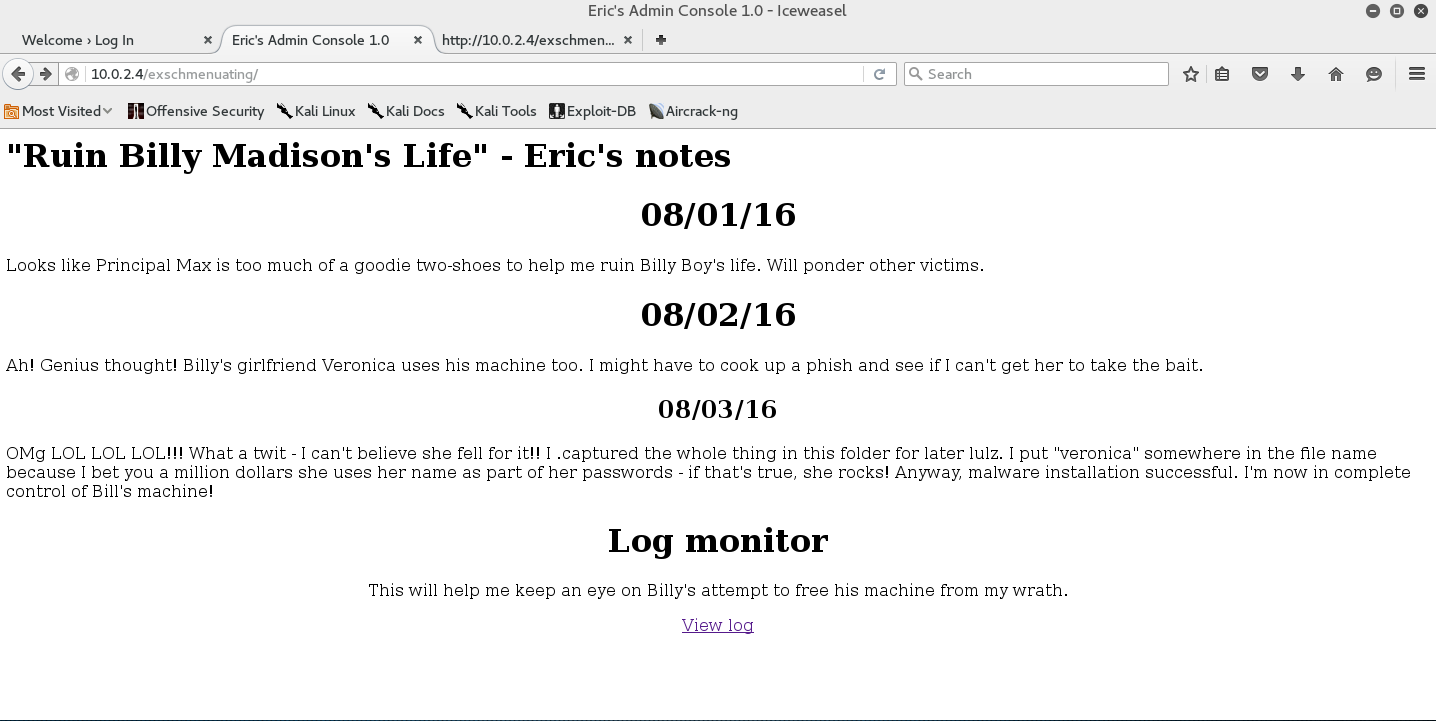 Eric's Admin Console 1.0 - Iceweasel
Welcome › Log In
Eric's Admin Console 1.0
http://10.0.2.4/exschmen...
10.0.2.4/exschmenuating/
Search
Most Visited
Offensive Security
Kali Linux
Kali Docs
Kali Tools
Exploit-DB
Aircrack-ng
"Ruin Billy Madison's Life" - Eric's notes
08/01/16
Looks like Principal Max is too much of a goodie two-shoes to help me ruin Billy Boy's life. Will ponder other victims.
08/02/16
Ah! Genius thought! Billy's girlfriend Veronica uses his machine too. I might have to cook up a phish and see if I can't get her to take the bait.
08/03/16
OMg LOL LOL LOL!!! What a twit - I can't believe she fell for it!! I .captured the whole thing in this folder for later lulz. I put "veronica" somewhere in the file name
because I bet you a million dollars she uses her name as part of her passwords - if that's true, she rocks! Anyway, malware installation successful. I'm now in complete
control of Bill's machine!
Log monitor
This will help me keep an eye on Billy's attempt to free his machine from my wrath.
View log